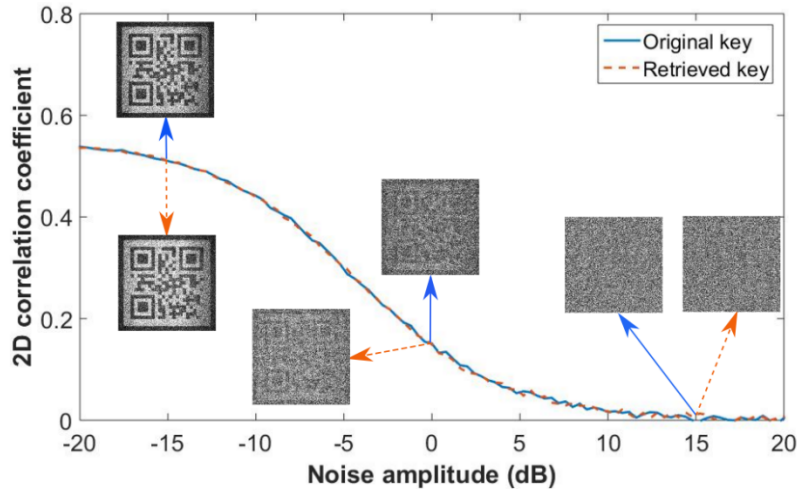 0.8
0.6
0.4
0.2
0
2D correlation coefficient
Original key
Retrieved key
-20 -15 -10 -5 0 5 10 15 20
Noise amplitude (dB)